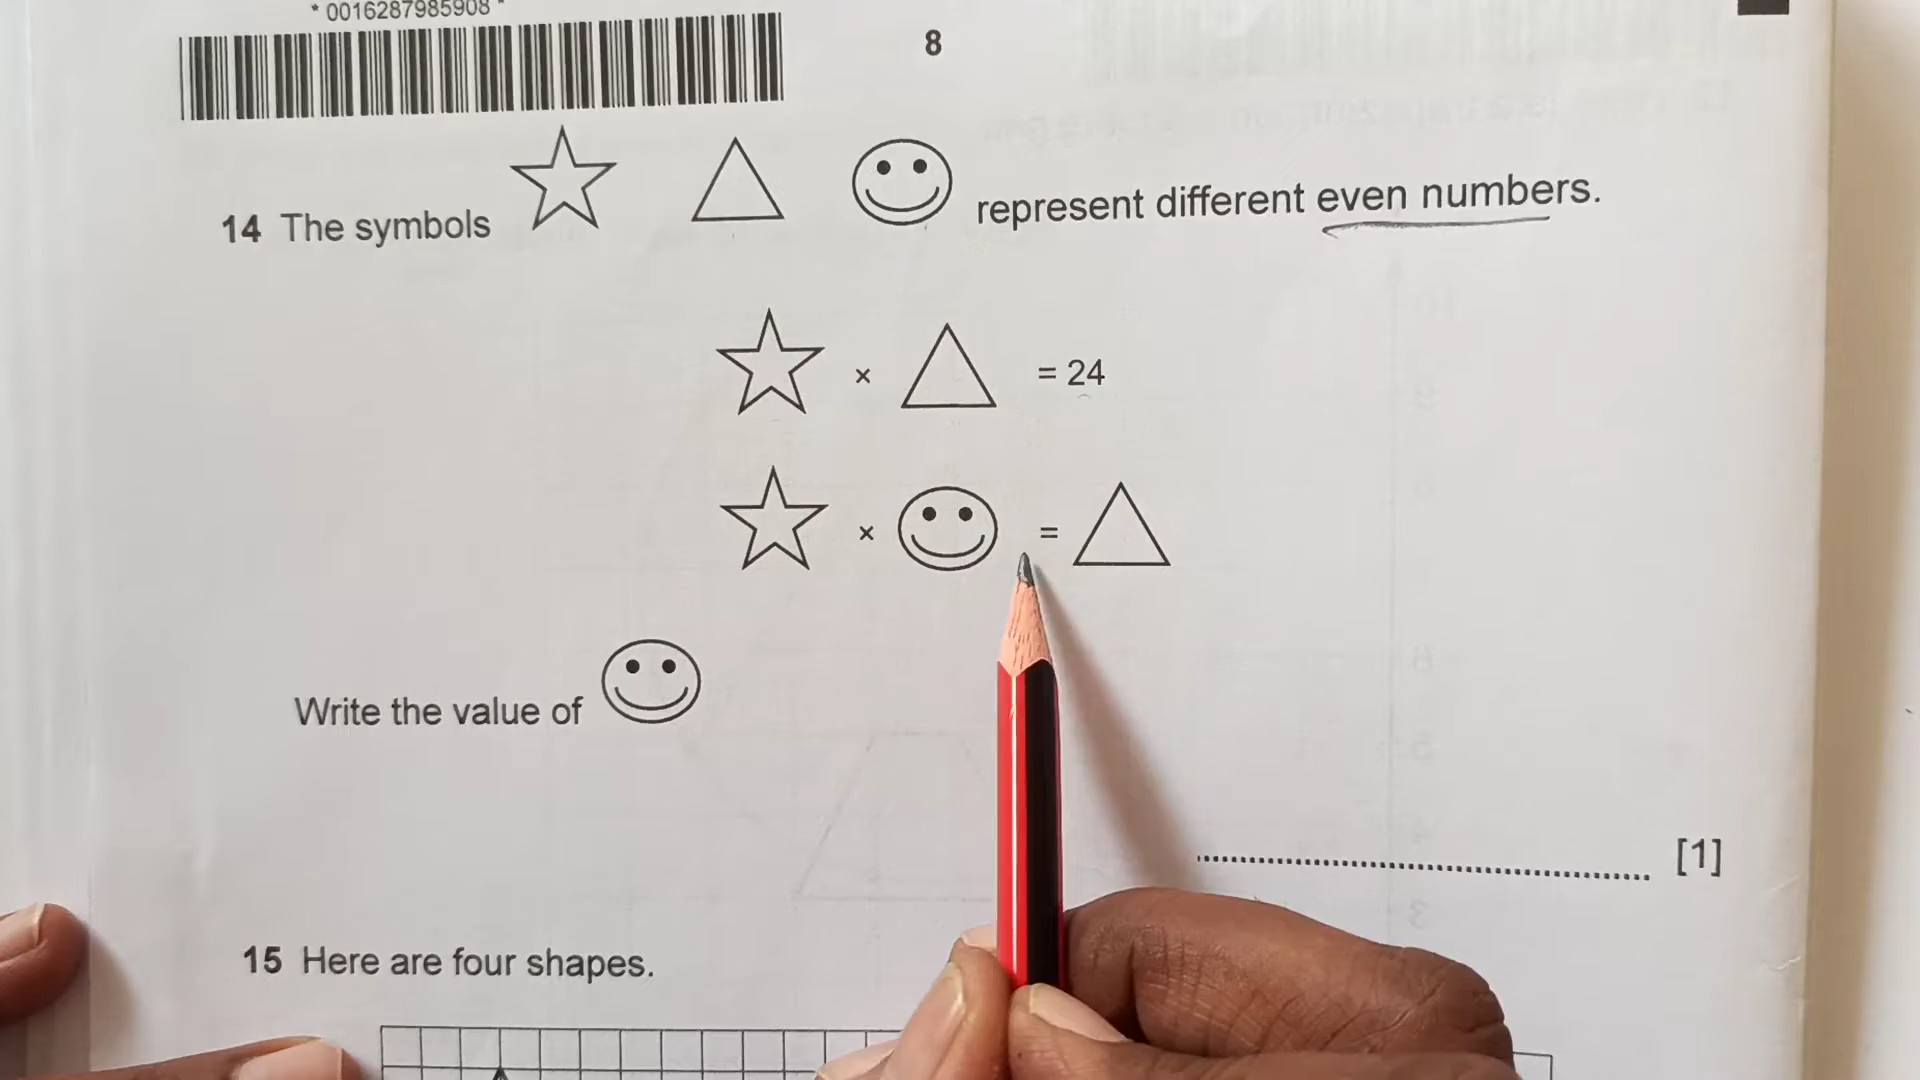 * 0016287985908 *
8
14 The symbols represent different even numbers.
× = 24
× =
Write the value of
[1]
15 Here are four shapes.